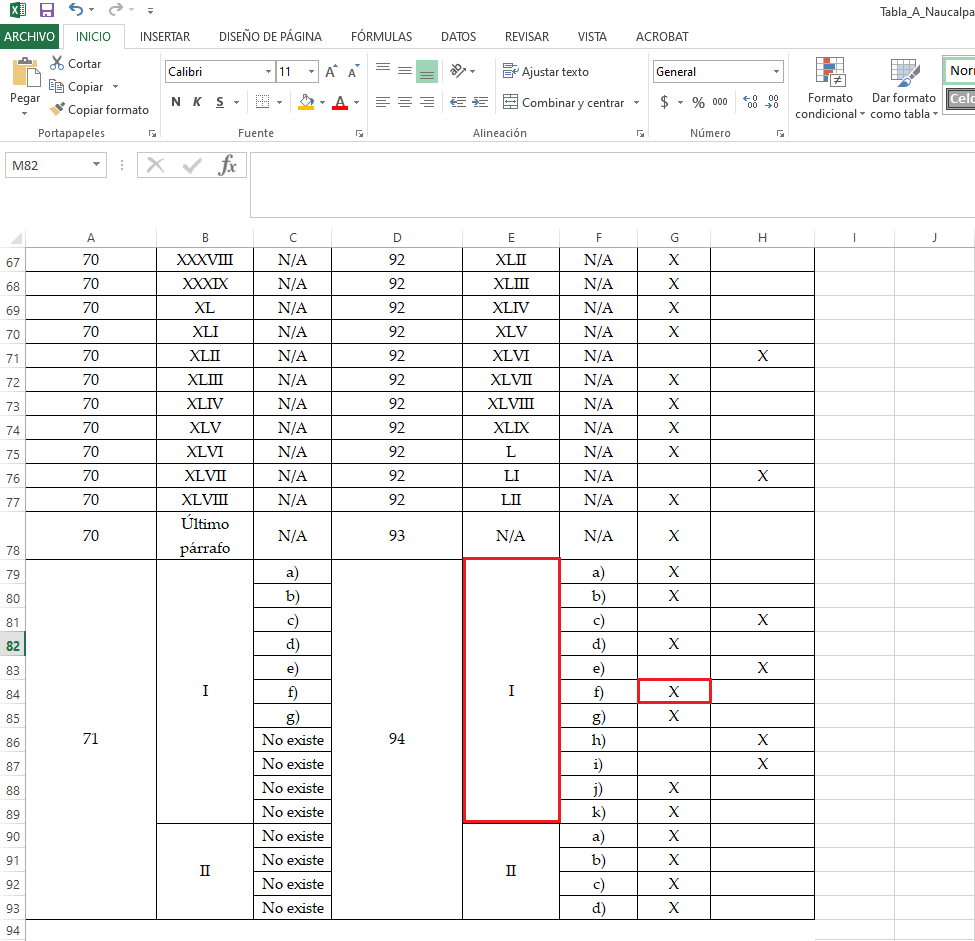 Tabla_A_Naucalpa
ARCHIVO INICIO INSERTAR DISEÑO DE PÁGINA FÓRMULAS DATOS REVISAR VISTA ACROBAT
Cortar
Copiar
Copiar formato
Pegar
Portapapeles
Calibri 11
N K S
Fuente
Ajustar texto
Combinar y centrar
Alineación
General
$ % 000
Número
Formato condicional
Dar formato como tabla
Norr
Celd
M82 fx
A B C D E F G H I J
67 70 XXXVIII N/A 92 XLII N/A X
68 70 XXXIX N/A 92 XLIII N/A X
69 70 XL N/A 92 XLIV N/A X
70 70 XLI N/A 92 XLV N/A X
71 70 XLII N/A 92 XLVI N/A X
72 70 XLIII N/A 92 XLVII N/A X
73 70 XLIV N/A 92 XLVIII N/A X
74 70 XLV N/A 92 XLIX N/A X
75 70 XLVI N/A 92 L N/A X
76 70 XLVII N/A 92 LI N/A X
77 70 XLVIII N/A 92 LII N/A X
78 70 Último párrafo N/A 93 N/A N/A X
79 a) a) X
80 b) b) X
81 c) c) X
82 d) d) X
83 e) e) X
84 I f) I f) X
85 g) g) X
86 71 No existe 94 h) X
87 No existe i) X
88 No existe j) X
89 No existe k) X
90 No existe a) X
91 II No existe II b) X
92 No existe c) X
93 No existe d) X
94